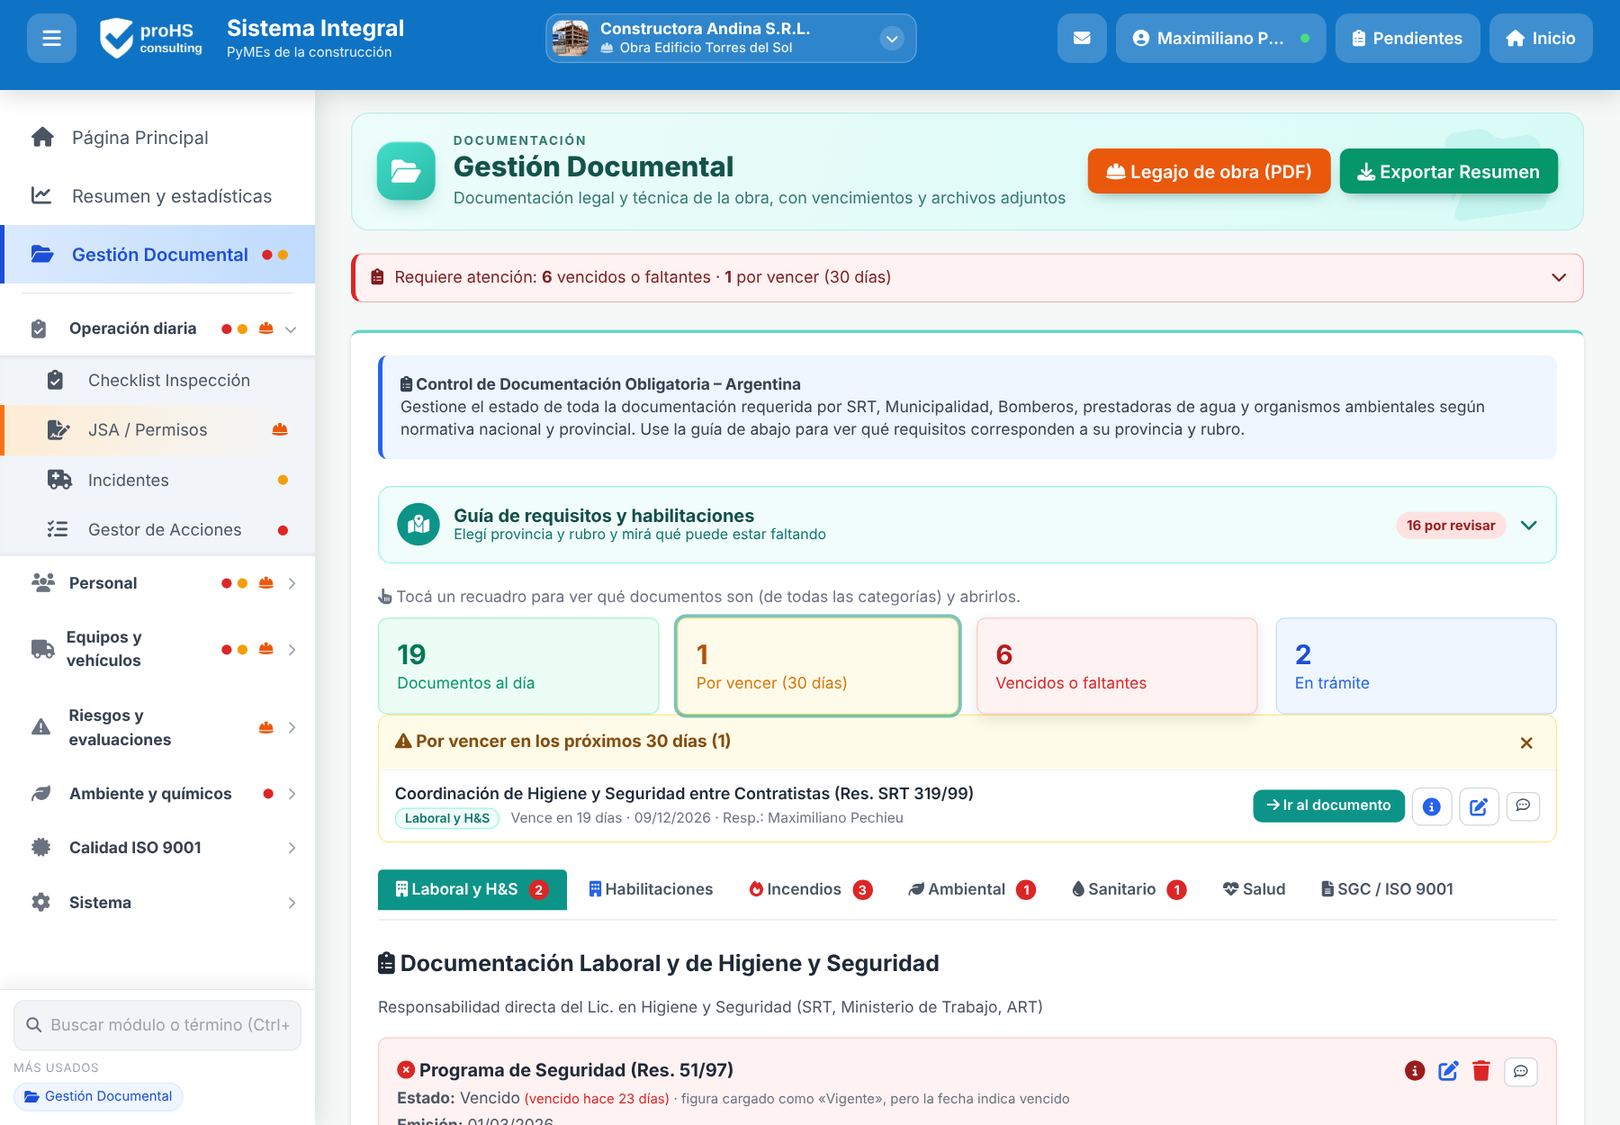 proHS
consulting
Sistema Integral
PyMEs de la construcción
Constructora Andina S.R.L.
Obra Edificio Torres del Sol
Maximiliano P...
Pendientes
Inicio
Página Principal
Resumen y estadísticas
Gestión Documental
Operación diaria
Checklist Inspección
JSA / Permisos
Incidentes
Gestor de Acciones
Personal
Equipos y
vehículos
Riesgos y
evaluaciones
Ambiente y químicos
Calidad ISO 9001
Sistema
Buscar módulo o término (Ctrl+
MÁS USADOS
Gestión Documental
DOCUMENTACIÓN
Gestión Documental
Documentación legal y técnica de la obra, con vencimientos y archivos adjuntos
Legajo de obra (PDF)
Exportar Resumen
Requiere atención: 6 vencidos o faltantes · 1 por vencer (30 días)
Control de Documentación Obligatoria – Argentina
Gestione el estado de toda la documentación requerida por SRT, Municipalidad, Bomberos, prestadoras de agua y organismos ambientales según
normativa nacional y provincial. Use la guía de abajo para ver qué requisitos corresponden a su provincia y rubro.
Guía de requisitos y habilitaciones
Elegí provincia y rubro y mirá qué puede estar faltando
16 por revisar
Tocá un recuadro para ver qué documentos son (de todas las categorías) y abrirlos.
19
Documentos al día
1
Por vencer (30 días)
6
Vencidos o faltantes
2
En trámite
Por vencer en los próximos 30 días (1)
Coordinación de Higiene y Seguridad entre Contratistas (Res. SRT 319/99)
Laboral y H&S Vence en 19 días · 09/12/2026 · Resp.: Maximiliano Pechieu
Ir al documento
Laboral y H&S 2
Habilitaciones
Incendios 3
Ambiental 1
Sanitario 1
Salud
SGC / ISO 9001
Documentación Laboral y de Higiene y Seguridad
Responsabilidad directa del Lic. en Higiene y Seguridad (SRT, Ministerio de Trabajo, ART)
Programa de Seguridad (Res. 51/97)
Estado: Vencido (vencido hace 23 días) · figura cargado como «Vigente», pero la fecha indica vencido
Emisión: 01/03/2026